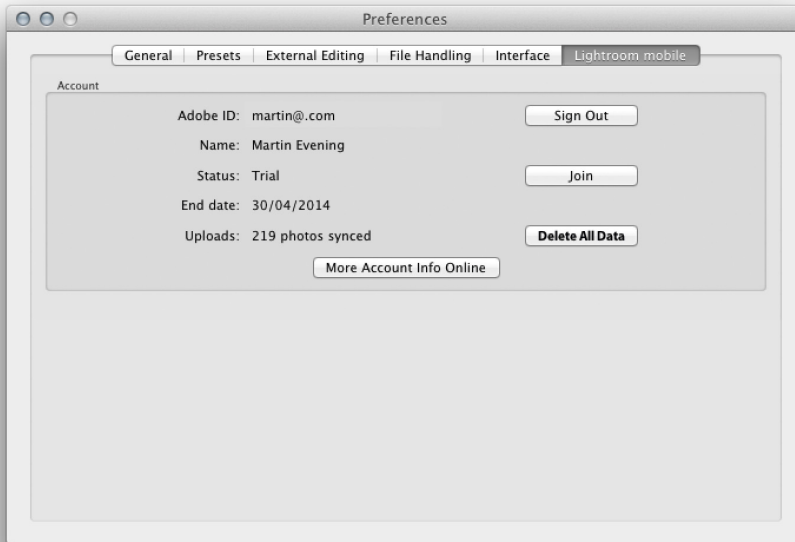 Preferences
General Presets External Editing File Handling Interface Lightroom mobile
Account
Adobe ID: martin@.com Sign Out
Name: Martin Evening
Status: Trial Join
End date: 30/04/2014
Uploads: 219 photos synced Delete All Data
More Account Info Online